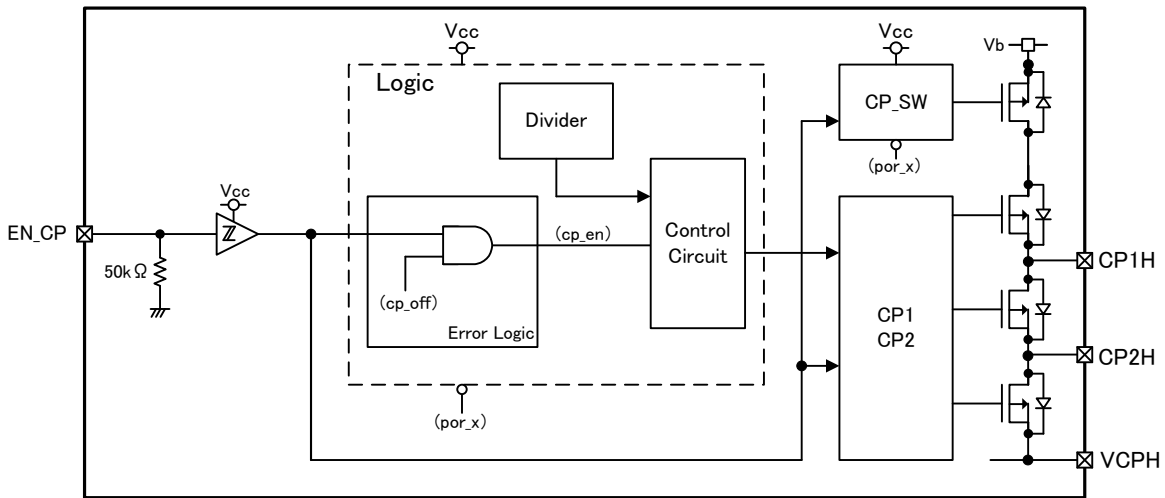 Vcc
Vcc
Vb
Logic
CP_SW
Divider
(por_x)
Vcc
EN_CP
(cp_en)
Control
Circuit
50kΩ
CP1H
(cp_off)
Error Logic
CP1
CP2
CP2H
(por_x)
VCPH